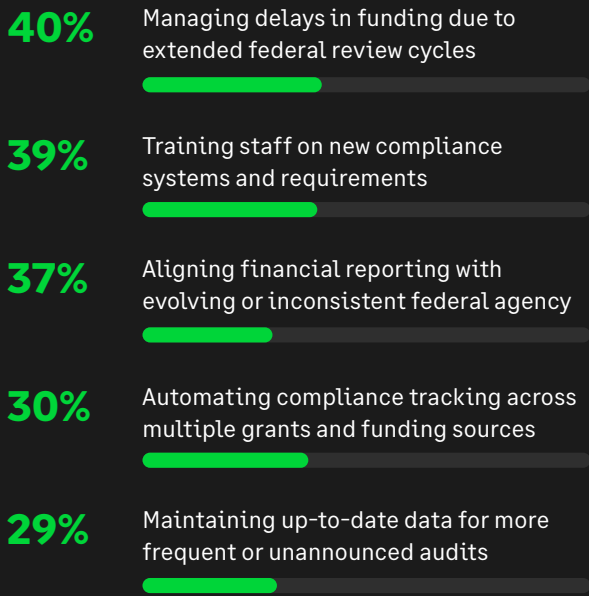 40%
Managing delays in funding due to
extended federal review cycles
39%
Training staff on new compliance
systems and requirements
37%
Aligning financial reporting with
evolving or inconsistent federal agency
30%
Automating compliance tracking across
multiple grants and funding sources
29%
Maintaining up-to-date data for more
frequent or unannounced audits